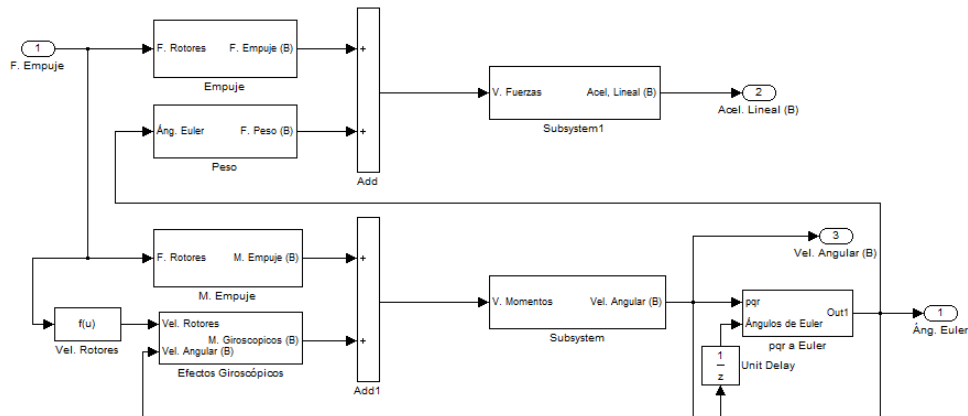 1
F. Empuje
F. Rotores
F. Empuje (B)
Empuje
+
+
Add
Áng. Euler
F. Peso (B)
Peso
V. Fuerzas
Acel, Lineal (B)
Subsystem1
2
Acel. Lineal (B)
F. Rotores
M. Empuje (B)
M. Empuje
f(u)
Vel. Rotores
Vel. Rotores
M. Giroscopicos (B)
Vel. Angular (B)
Efectos Giroscópicos
+
+
Add1
V. Momentos
Vel. Angular (B)
Subsystem
3
Vel. Angular (B)
pqr
Out1
Ángulos de Euler
pqr a Euler
1
z
Unit Delay
1
Áng. Euler